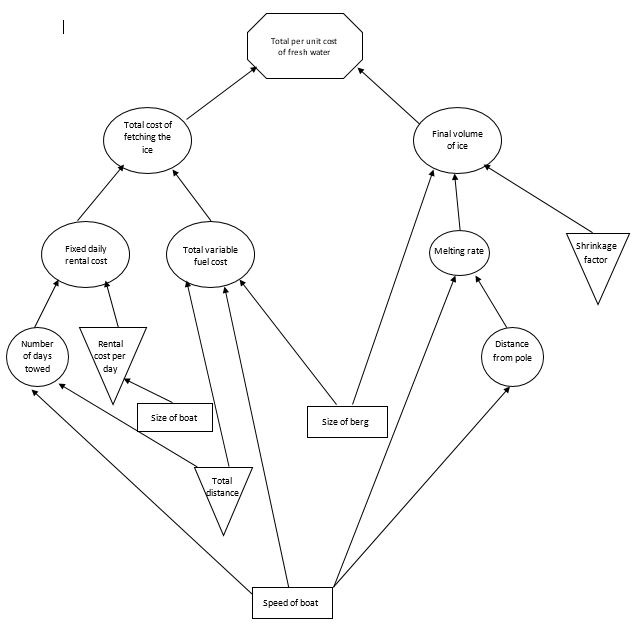 Total per unit cost
of fresh water
Total cost of
fetching the
ice
Final volume
of ice
Fixed daily
rental cost
Total variable
fuel cost
Melting rate
Shrinkage
factor
Number
of days
towed
Rental
cost per
day
Distance
from pole
Size of boat
Size of berg
Total
distance
Speed of boat